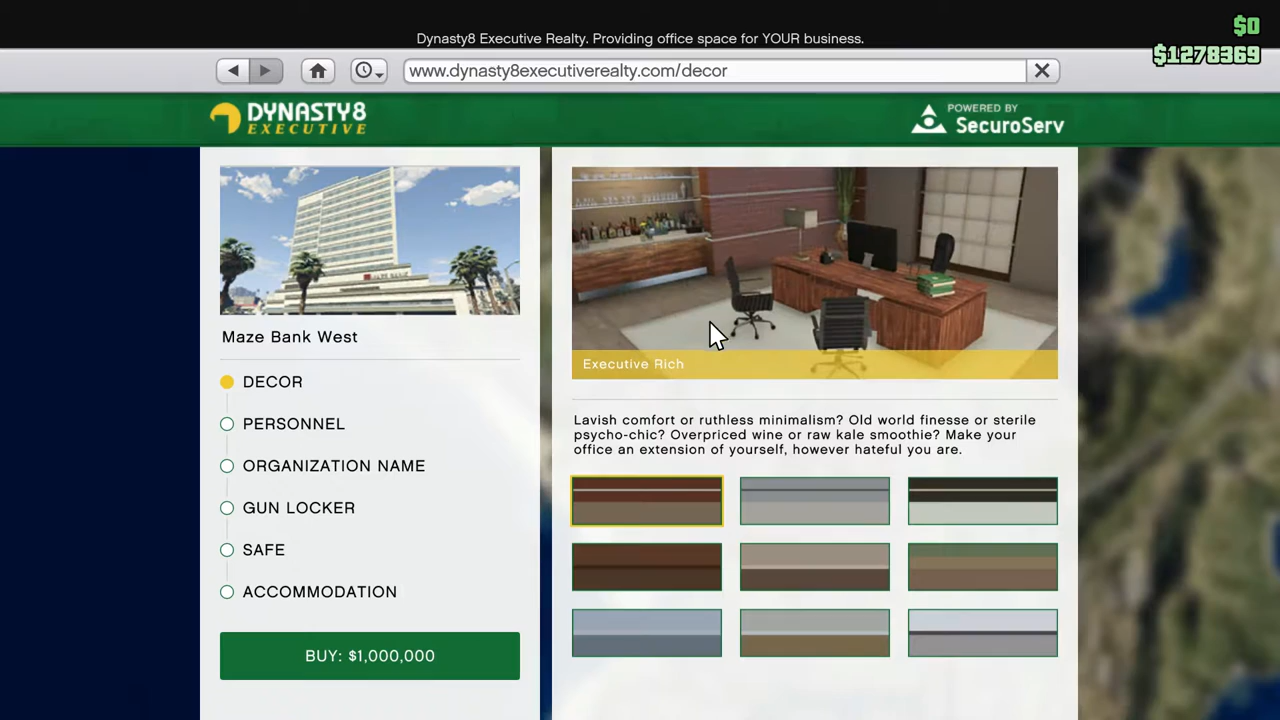 Dynasty8 Executive Realty. Providing office space for YOUR business.
$0
$1278369
www.dynasty8executiverealty.com/decor
DYNASTY8
EXECUTIVE
POWERED BY
SecuroServ
MAZE BANK
Maze Bank West
DECOR
PERSONNEL
ORGANIZATION NAME
GUN LOCKER
SAFE
ACCOMMODATION
BUY: $1,000,000
Executive Rich
Lavish comfort or ruthless minimalism? Old world finesse or sterile
psycho-chic? Overpriced wine or raw kale smoothie? Make your
office an extension of yourself, however hateful you are.